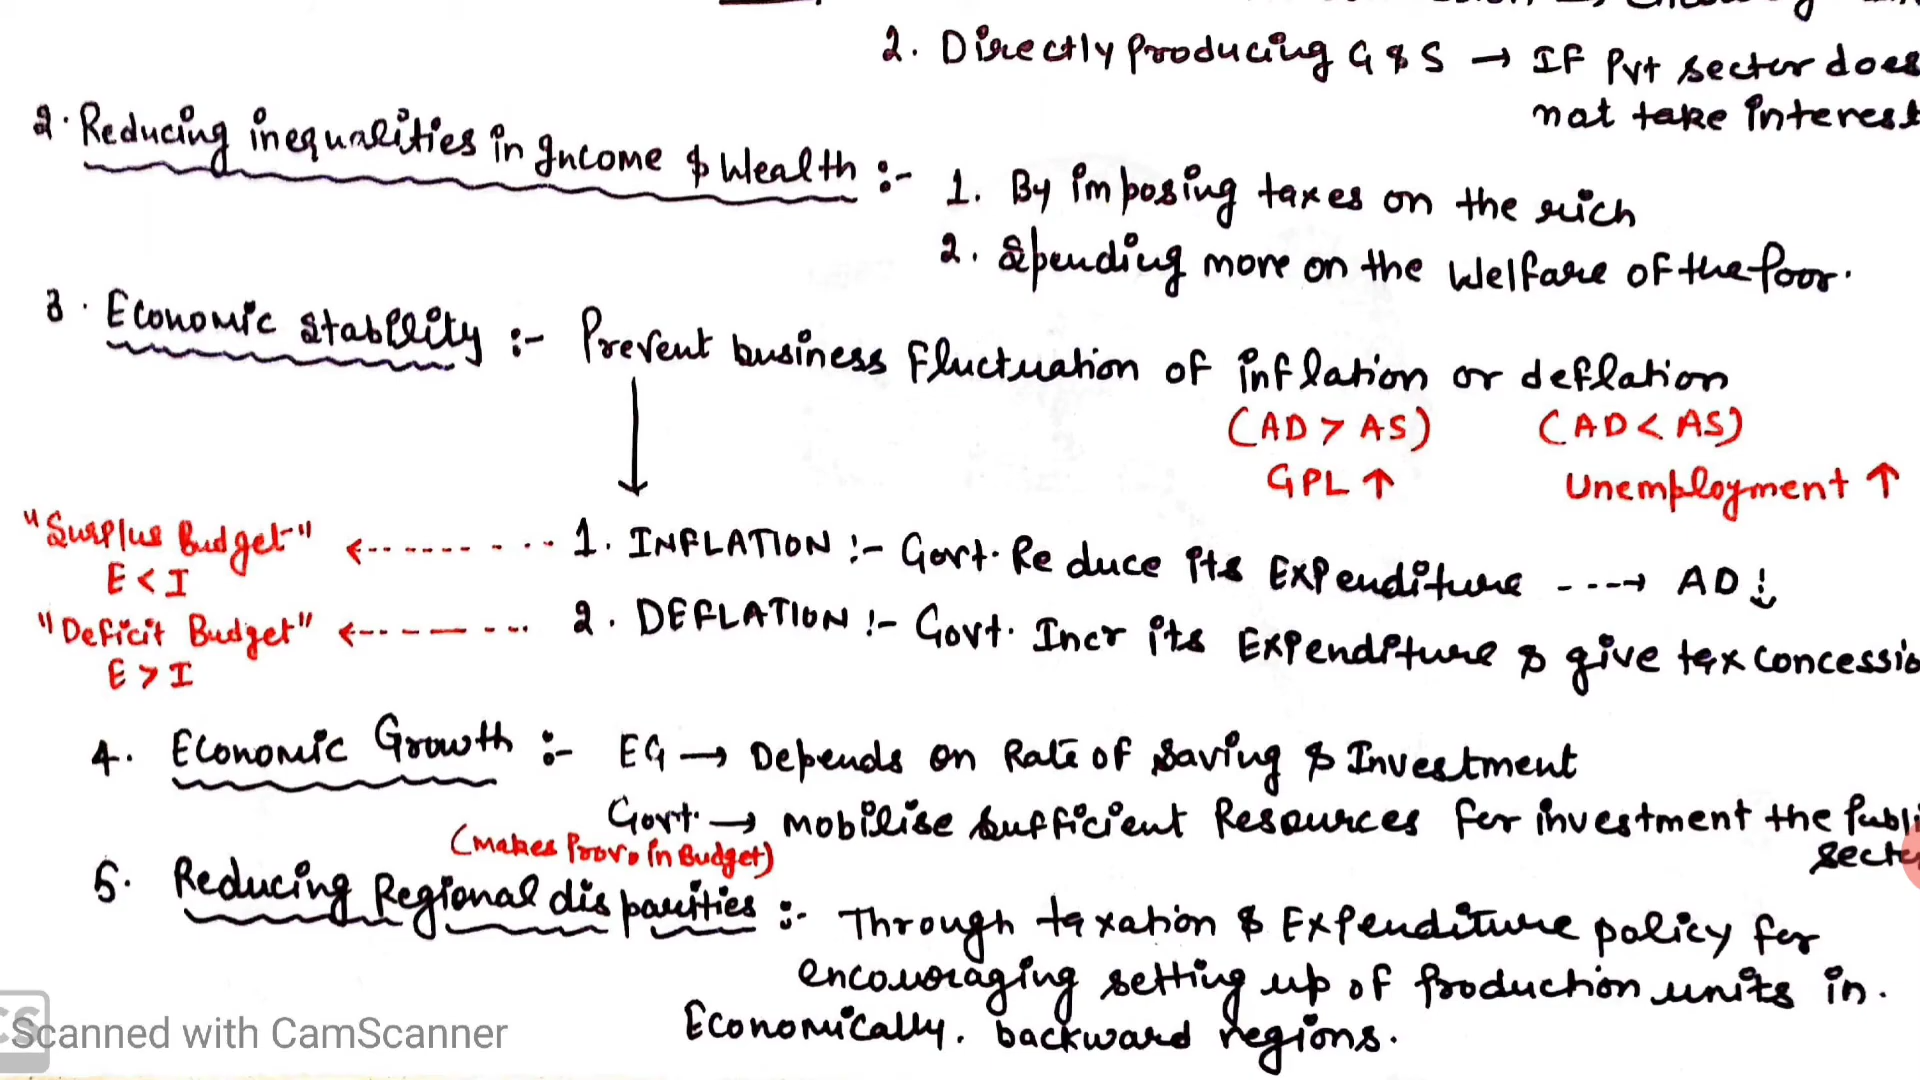 2. Directly producing G & S → If Pvt sector does
not take interest
2. Reducing inequalities in Income & Wealth :-
1. By imposing taxes on the rich
2. Spending more on the Welfare of the Poor.
3. Economic stability :- Prevent business Fluctuation of inflation or deflation
(AD > AS) (AD < AS)
GPL ↑ Unemployment ↑
"Surplus Budget" ← 1. INFLATION :- Govt. Reduce its Expenditure ---→ AD ↓
E < I
"Deficit Budget" ← 2. DEFLATION :- Govt. Incr its Expenditure & give tax concessio
E > I
4. Economic Growth :- EG → Depends on Rate of Saving & Investment
Govt. → mobilise sufficient Resources for investment the Publi
secto
(makes Prov. in Budget)
5. Reducing Regional disparities :- Through taxation & Expenditure policy for
encouraging setting up of Production units in.
Economically. backward regions.
CS
Scanned with CamScanner